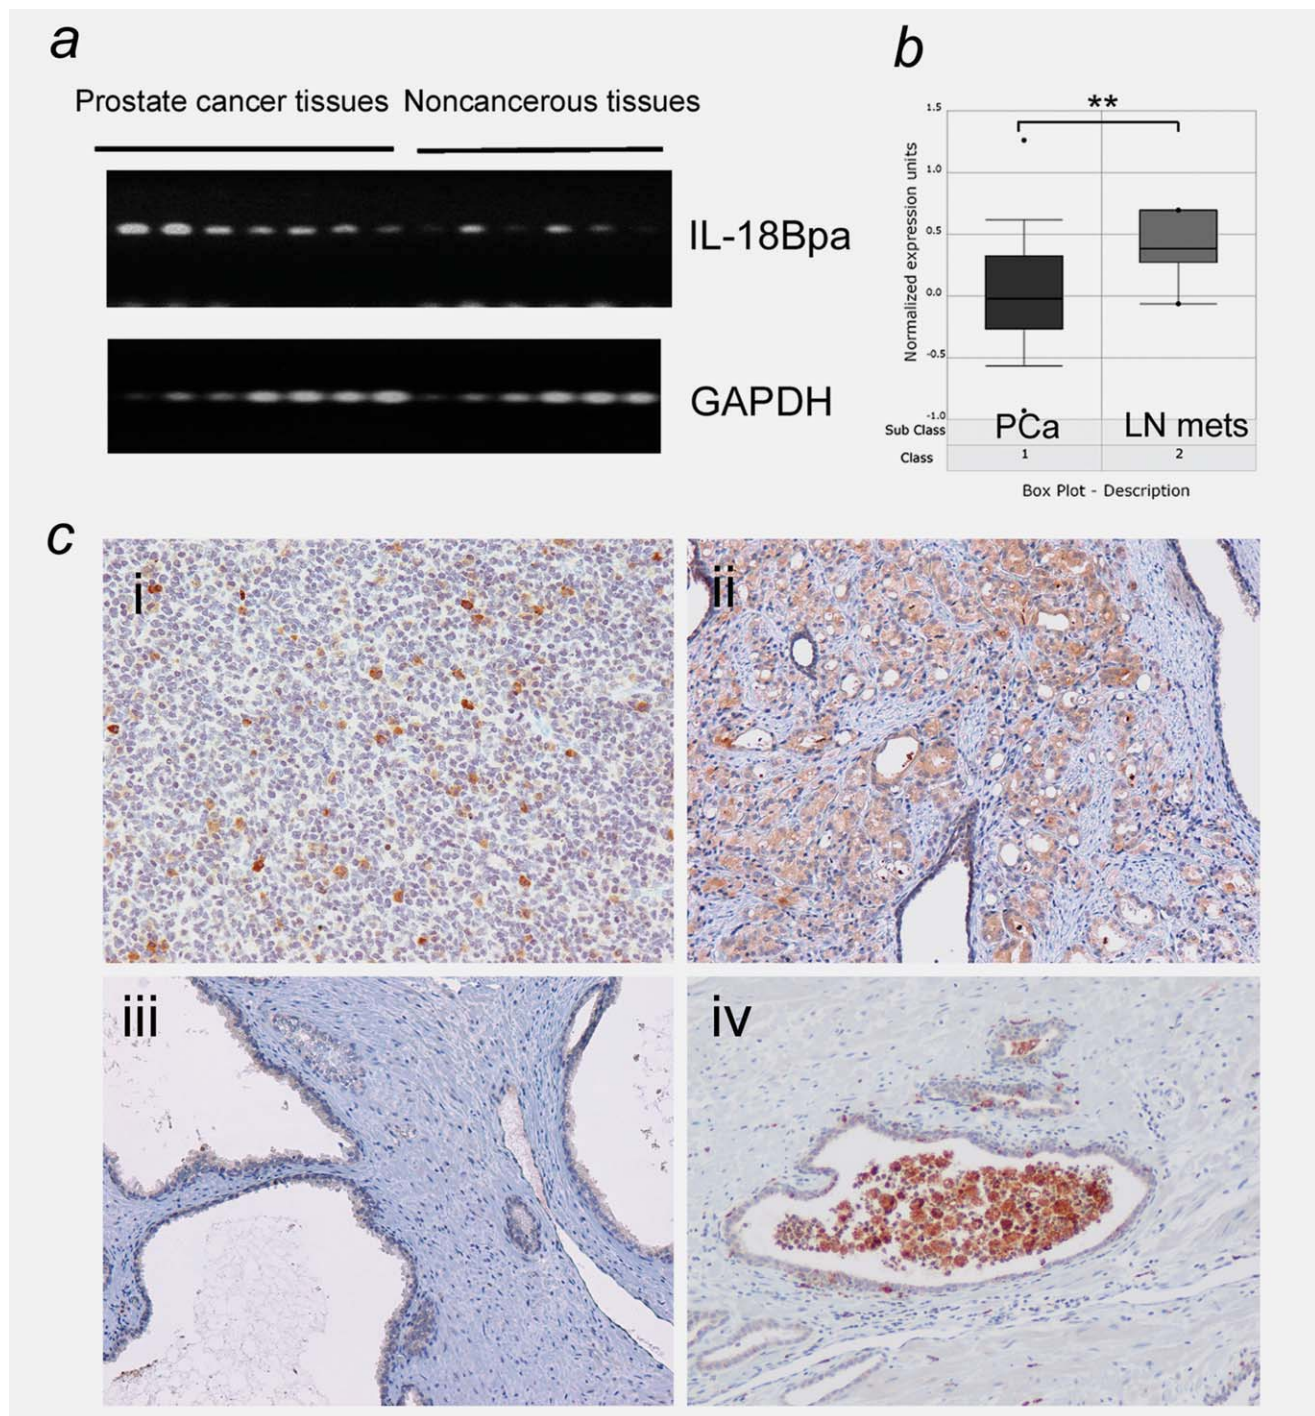 a
Prostate cancer tissues Noncancerous tissues
IL-18Bpa
GAPDH
b
**
Normalized expression units
1.5
1.0
0.5
0.0
-0.5
-1.0
Sub Class PCa LN mets
Class 1 2
Box Plot - Description
c
i
ii
iii
iv